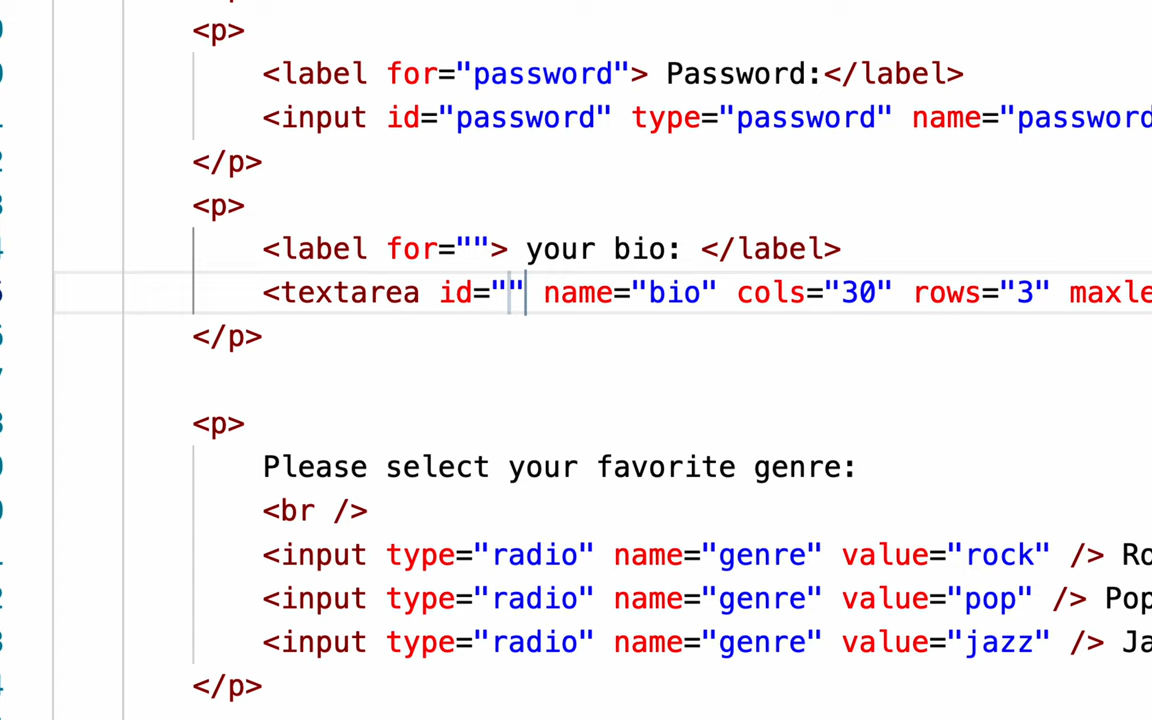 <p>
<label for="password"> Password:</label>
<input id="password" type="password" name="password
</p>
<p>
<label for=""> your bio: </label>
<textarea id="" name="bio" cols="30" rows="3" maxle
</p>
<p>
Please select your favorite genre:
<br />
<input type="radio" name="genre" value="rock" /> Ro
<input type="radio" name="genre" value="pop" /> Pop
<input type="radio" name="genre" value="jazz" /> Ja
</p>